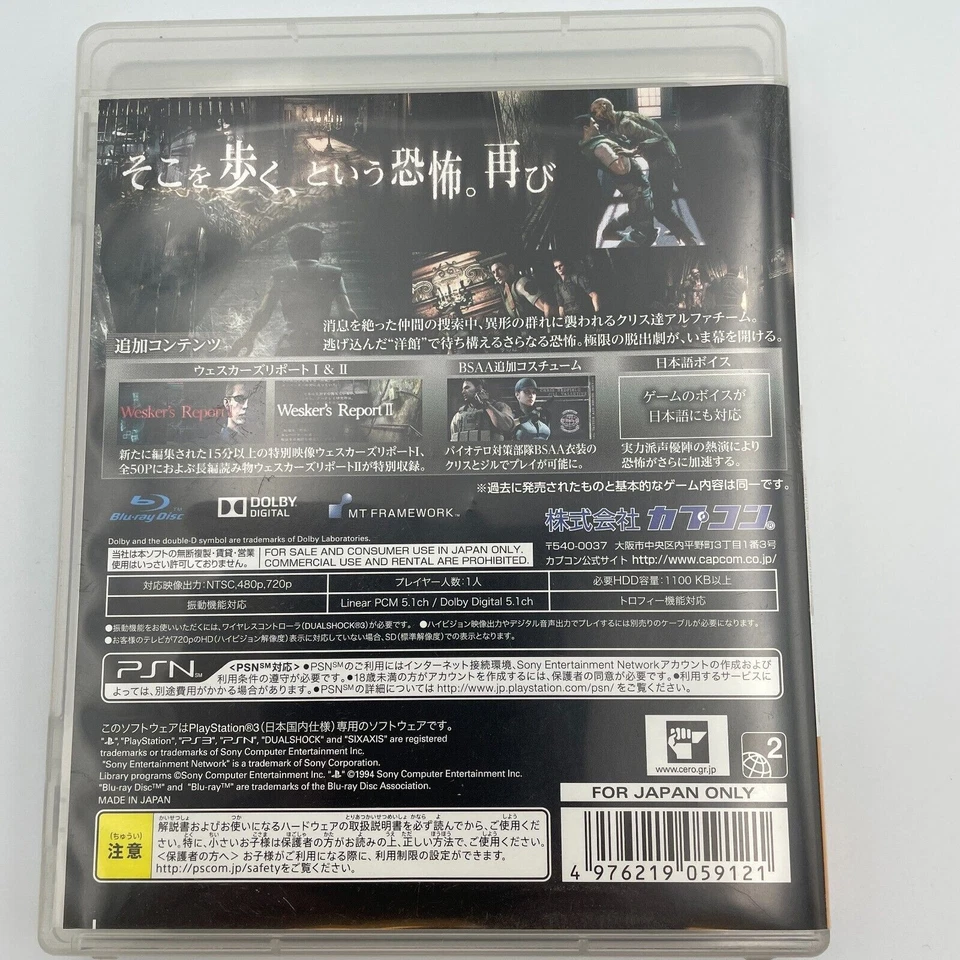 そこを歩く、という恐怖。再び
消息を絶った仲間の捜索中、異形の群れに襲われるクリス達アルファチーム。
逃げ込んだ“洋館”で待ち構えるさらなる恐怖。極限の脱出劇が、いま幕を開ける。
追加コンテンツ
ウェスカーズリポートⅠ&Ⅱ
BSAA追加コスチューム
日本語ボイス
Wesker's Report
Wesker's Report II
ゲームのボイスが
日本語にも対応
新たに編集された15分以上の特別映像ウェスカーズリポートⅠ、
全50Pにおよぶ長編読み物ウェスカーズリポートⅡが特別収録。
バイオテロ対策部隊BSAA衣装の
クリスとジルでプレイが可能に。
実力派声優陣の熱演により
恐怖がさらに加速する。
※過去に発売されたものと基本的なゲーム内容は同一です。
Blu-ray Disc™
DOLBY DIGITAL
MT FRAMEWORK™
株式会社 カプコン®
〒540-0037 大阪市中央区内平野町3丁目1番3号
カプコン公式サイト http://www.capcom.co.jp/
Dolby and the double-D symbol are trademarks of Dolby Laboratories.
当社は本ソフトの無断複製・賃貸・営業
使用はいっさい許可しておりません。
FOR SALE AND CONSUMER USE IN JAPAN ONLY.
COMMERCIAL USE AND RENTAL ARE PROHIBITED.
対応映像出力:NTSC,480p,720p
プレイヤー人数:1人
必要HDD容量:1100 KB以上
振動機能対応
Linear PCM 5.1ch / Dolby Digital 5.1ch
トロフィー機能対応
●振動機能をお使いいただくには、ワイヤレスコントローラ(DUALSHOCK®3)が必要です。 ●ハイビジョン映像出力やデジタル音声出力でプレイするには別売りのケーブルが必要になります。
●お客様のテレビが720pのHD(ハイビジョン解像度)表示に対応していない場合、SD(標準解像度)での表示となります。
PSN℠
<PSN℠対応> ●PSN℠のご利用にはインターネット接続環境、Sony Entertainment Networkアカウントの作成および
利用条件の遵守が必要です。●18歳未満の方がアカウントを作成するには、保護者の同意が必要です。●利用するサービスに
よっては、別途費用がかかる場合があります。●PSN℠の詳細については http://www.jp.playstation.com/psn/ をご覧ください。
このソフトウェアはPlayStation®3(日本国内仕様)専用のソフトウェアです。
"PlayStation", "PS3", "PSN", "DUALSHOCK" and "SIXAXIS" are registered
trademarks or trademarks of Sony Computer Entertainment Inc.
"Sony Entertainment Network" is a trademark of Sony Corporation.
Library programs ©Sony Computer Entertainment Inc. ©1994 Sony Computer Entertainment Inc.
"Blu-ray Disc™" and "Blu-ray™" are trademarks of the Blu-ray Disc Association.
MADE IN JAPAN
www.cero.gr.jp
2
FOR JAPAN ONLY
(ちゅうい)
注意
解説書およびお使いになるハードウェアの取扱説明書を必ず読んでから、ご使用くだ
さい。特に、小さいお子様は保護者の方がお読みの上、正しい方法で、ご使用ください。
<保護者の方へ> お子様がご利用になる際に、利用制限の設定ができます。
http://pscom.jp/safetyをご覧ください。
4 976219 059121